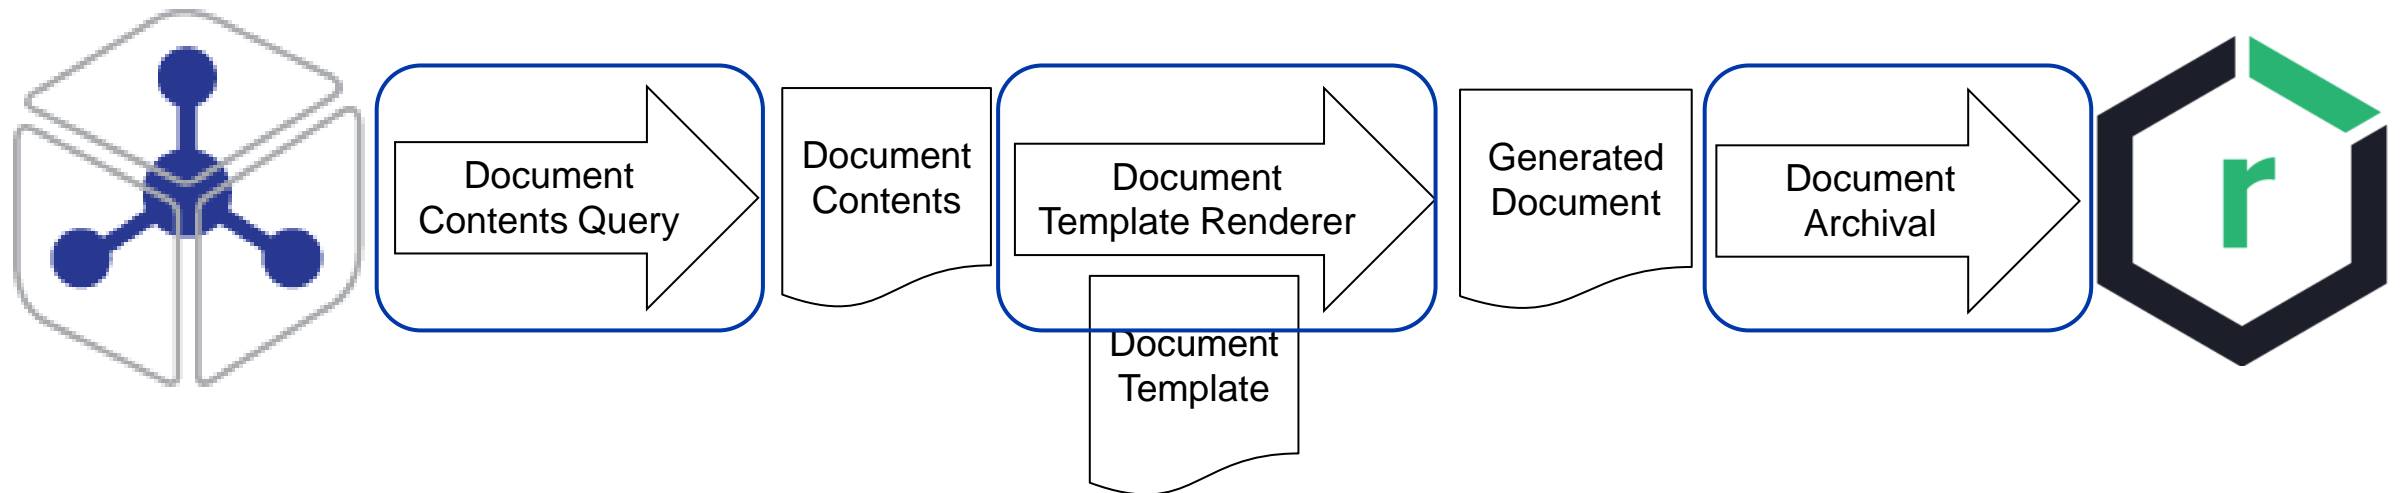 Document
Contents Query
Document
Contents
Document
Template Renderer
Document
Template
Generated
Document
Document
Archival
r